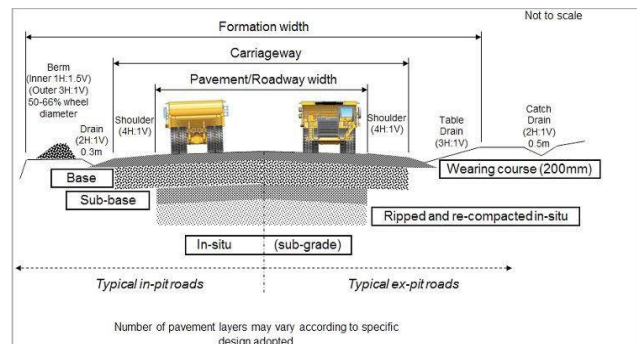 Not to scale
Formation width
Carriageway
Pavement/Roadway width
Berm
(Inner 1H:1.5V)
(Outer 3H:1V)
50-66% wheel
diameter
Drain
(2H:1V)
0.3m
Shoulder
(4H:1V)
Shoulder
(4H:1V)
Table
Drain
(3H:1V)
Catch
Drain
(2H:1V)
0.5m
Base
Wearing course (200mm)
Sub-base
Ripped and re-compacted in-situ
In-situ (sub-grade)
Typical in-pit roads
Typical ex-pit roads
Number of pavement layers may vary according to specific
design adopted